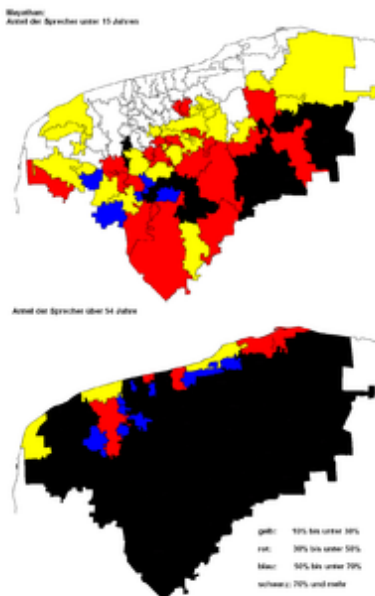 Mayathan:
Anteil der Sprecher unter 15 Jahren
Anteil der Sprecher über 54 Jahre
gelb: 10% bis unter 30%
rot: 30% bis unter 50%
blau: 50% bis unter 70%
schwarz: 70% und mehr